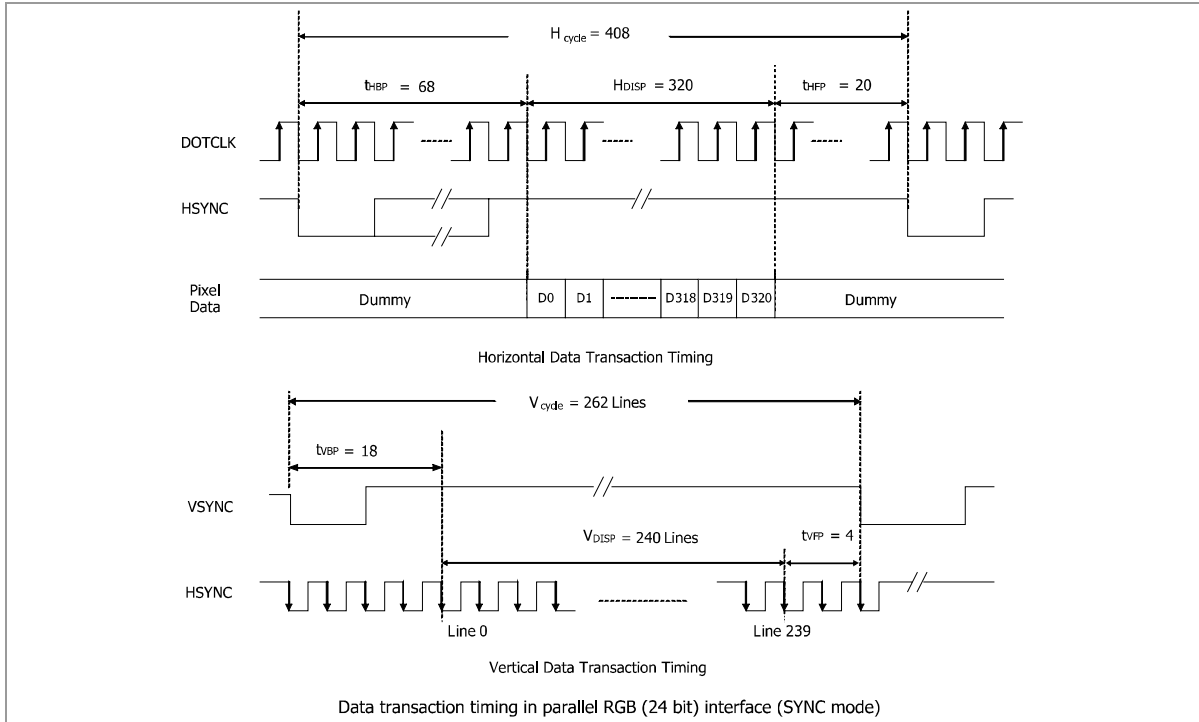 H cycle = 408
tHBP = 68
HDISP = 320
tHFP = 20
DOTCLK
HSYNC
Pixel
Data
Dummy
D0
D1
D318
D319
D320
Dummy
Horizontal Data Transaction Timing
V cycle = 262 Lines
tVBP = 18
VSYNC
VDISP = 240 Lines
tVFP = 4
HSYNC
Line 0
Line 239
Vertical Data Transaction Timing
Data transaction timing in parallel RGB (24 bit) interface (SYNC mode)